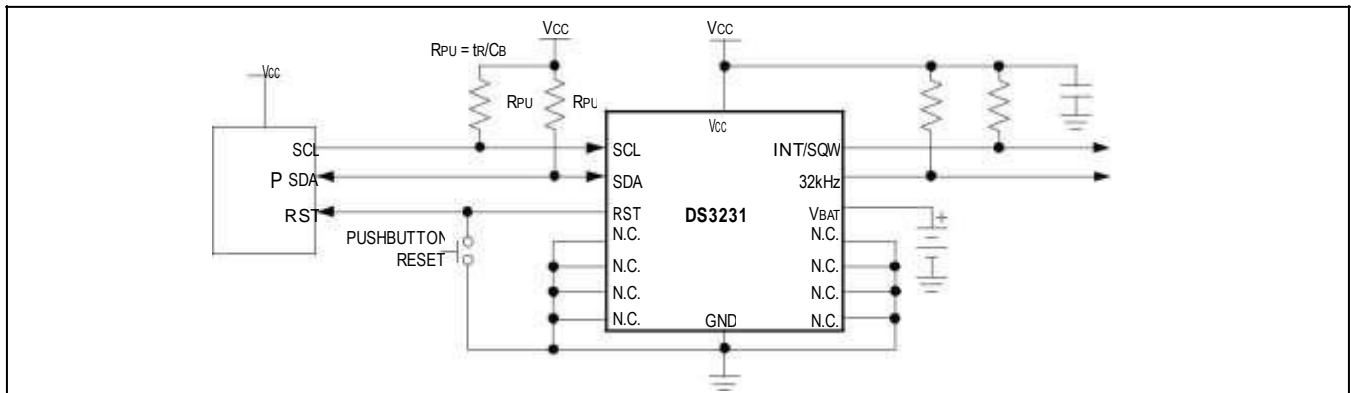 VCC
VCC
RPU = tR/CB
VCC
RPU
RPU
VCC
SCL
SCL
INT/SQW
P SDA
SDA
32kHz
RST
RST
DS3231
VBAT
+
PUSHBUTTON
RESET
N.C.
N.C.
N.C.
N.C.
N.C.
N.C.
N.C.
GND
N.C.